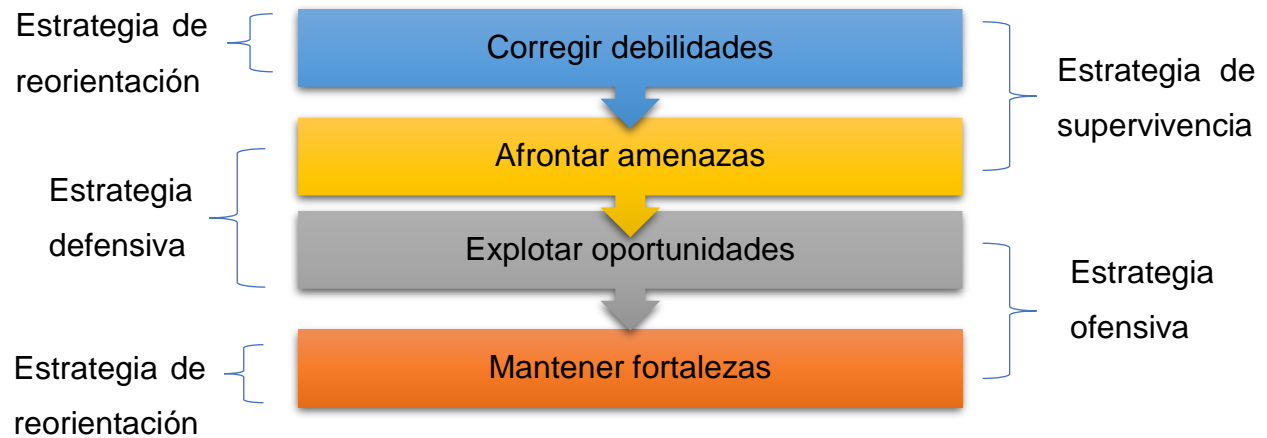 Estrategia de
reorientación
Corregir debilidades
Estrategia de
supervivencia
Afrontar amenazas
Estrategia
defensiva
Explotar oportunidades
Estrategia
ofensiva
Mantener fortalezas
Estrategia de
reorientación